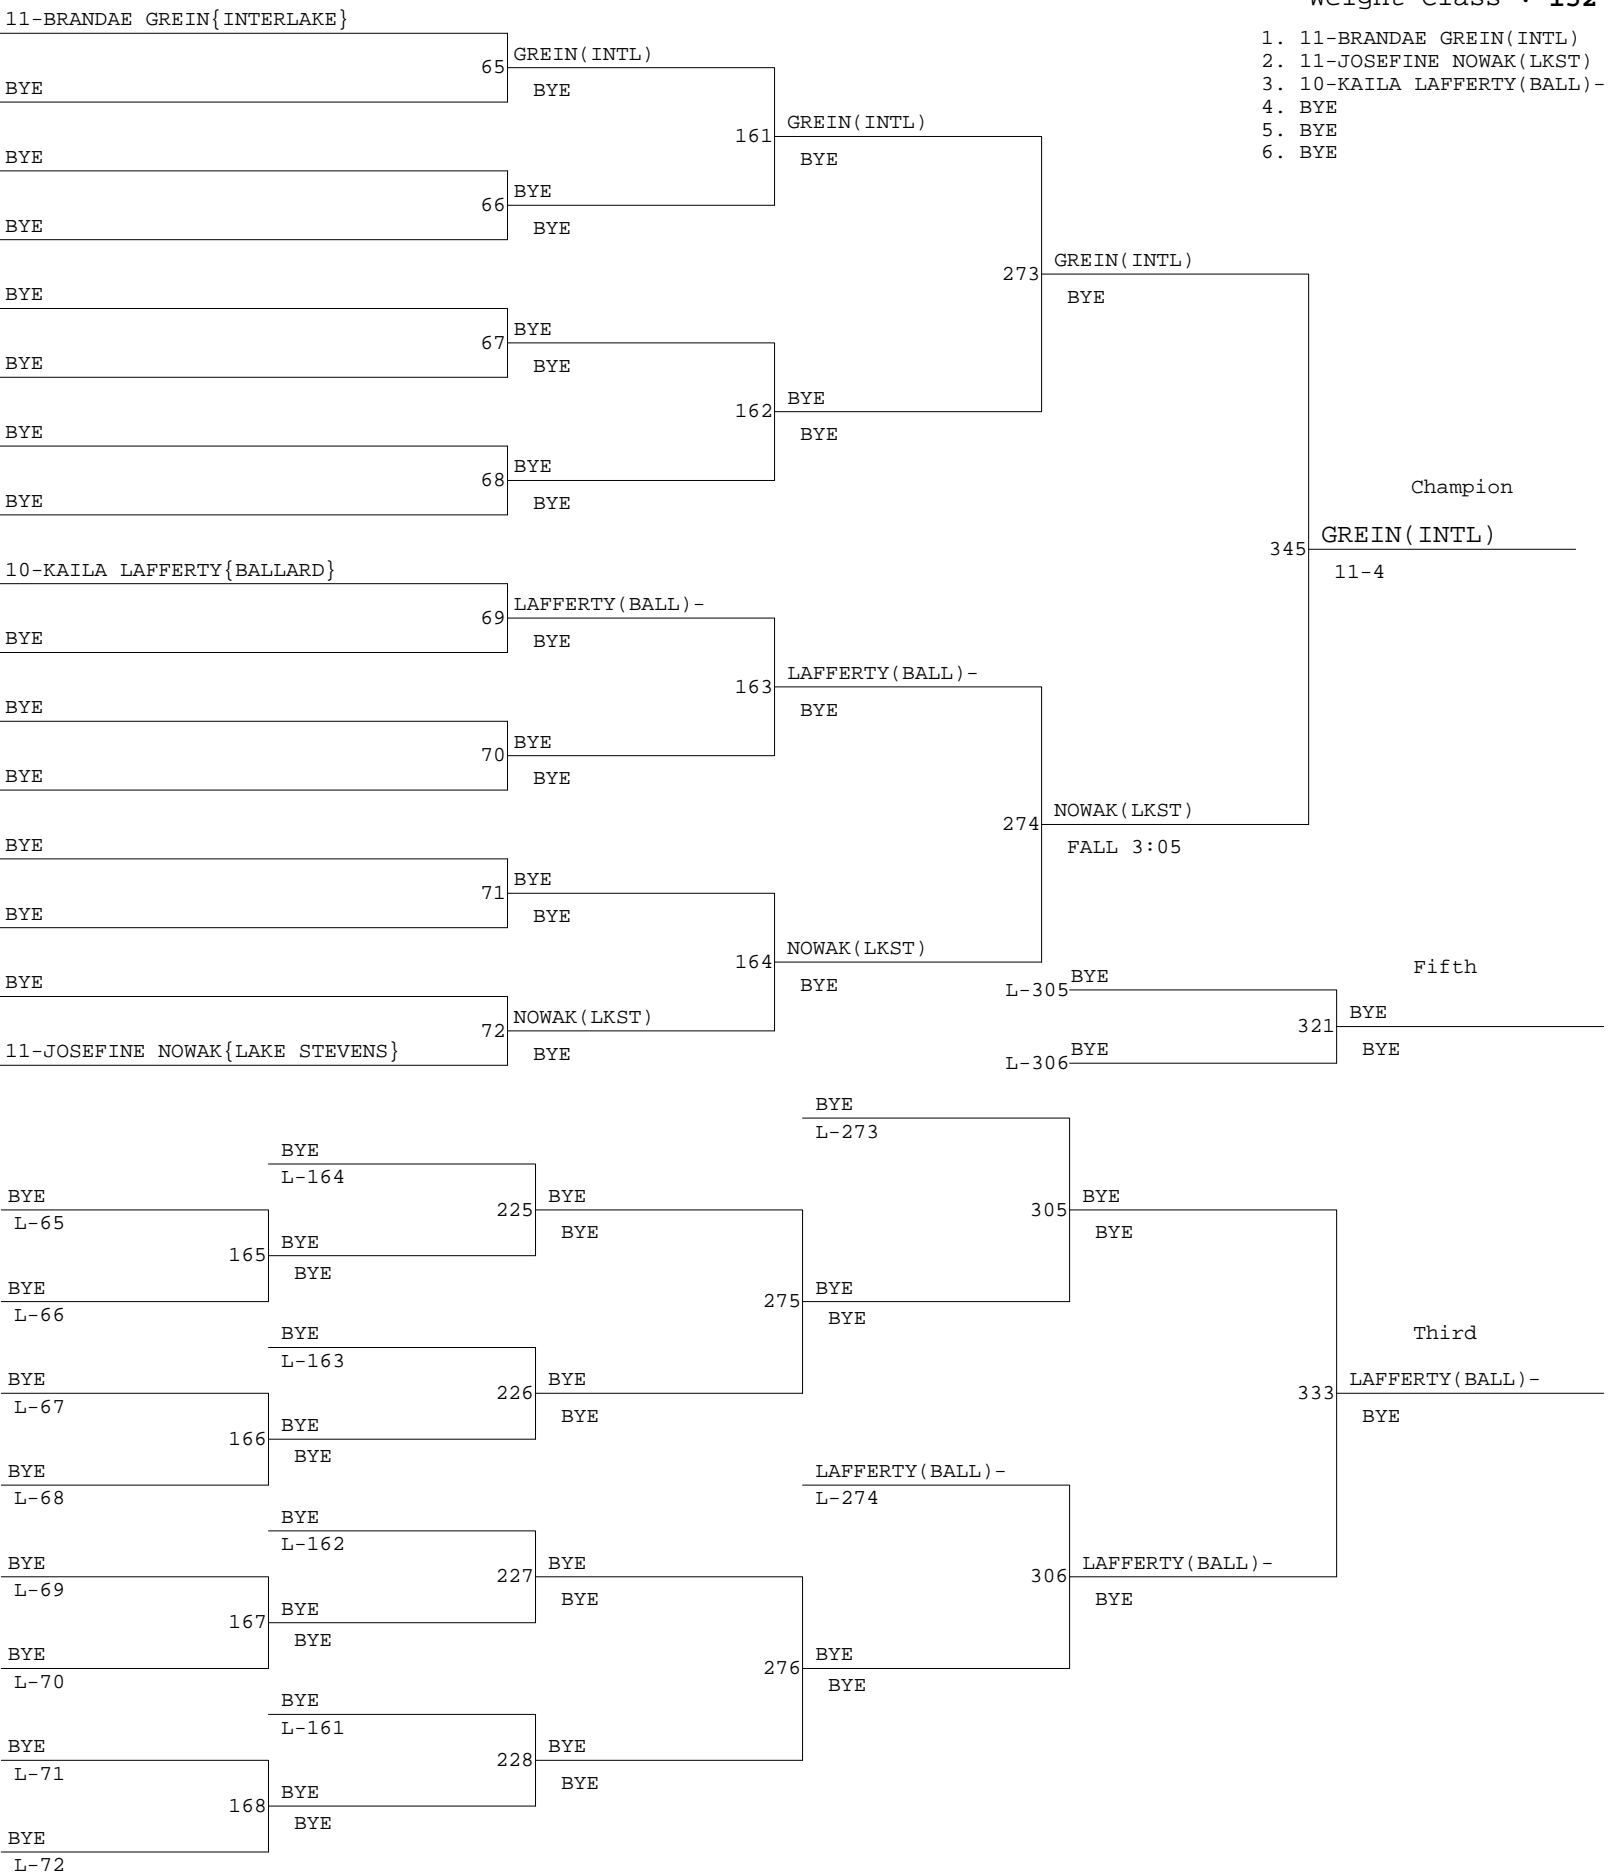 Weight Class : 152
11-BRANDAE GREIN{INTERLAKE}
1. 11-BRANDAE GREIN(INTL)
2. 11-JOSEFINE NOWAK(LKST)
3. 10-KAILA LAFFERTY(BALL)-
4. BYE
5. BYE
6. BYE
65 GREIN(INTL)
BYE
BYE
161 GREIN(INTL)
BYE
BYE
66 BYE
BYE
BYE
273 GREIN(INTL)
BYE
BYE
67 BYE
BYE
BYE
162 BYE
BYE
BYE
68 BYE
BYE
BYE
Champion
345 GREIN(INTL)
11-4
10-KAILA LAFFERTY{BALLARD}
69 LAFFERTY(BALL)-
BYE
BYE
163 LAFFERTY(BALL)-
BYE
BYE
70 BYE
BYE
BYE
274 NOWAK(LKST)
FALL 3:05
BYE
71 BYE
BYE
BYE
164 NOWAK(LKST)
BYE
BYE
72 NOWAK(LKST)
BYE
11-JOSEFINE NOWAK{LAKE STEVENS}
Fifth
L-305 BYE
321 BYE
BYE
L-306 BYE
BYE
L-273
BYE
L-164
BYE
L-65
225 BYE
BYE
305 BYE
BYE
165 BYE
BYE
BYE
L-66
275 BYE
BYE
BYE
L-163
Third
BYE
L-67
226 BYE
BYE
333 LAFFERTY(BALL)-
BYE
166 BYE
BYE
BYE
L-68
LAFFERTY(BALL)-
L-274
BYE
L-162
BYE
L-69
227 BYE
BYE
306 LAFFERTY(BALL)-
BYE
167 BYE
BYE
BYE
L-70
276 BYE
BYE
BYE
L-161
BYE
L-71
228 BYE
BYE
168 BYE
BYE
BYE
L-72